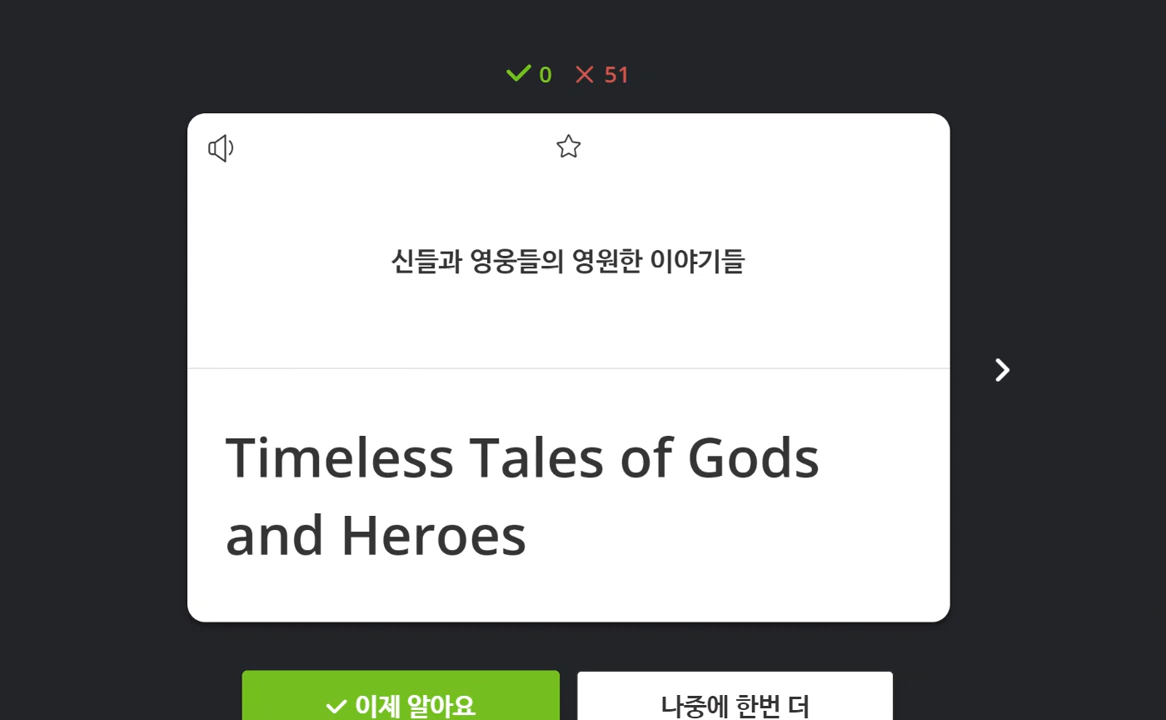 0 51
신들과 영웅들의 영원한 이야기들
Timeless Tales of Gods
and Heroes
이제 알아요 나중에 한번 더